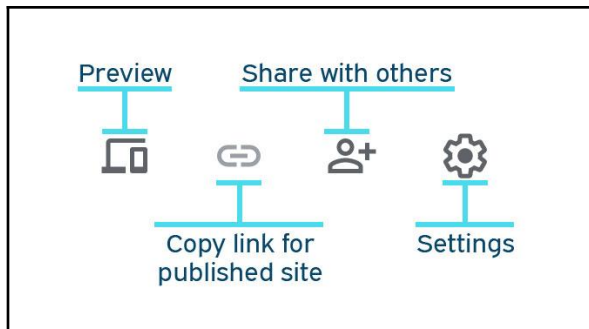 Preview
Share with others
Copy link for
published site
Settings